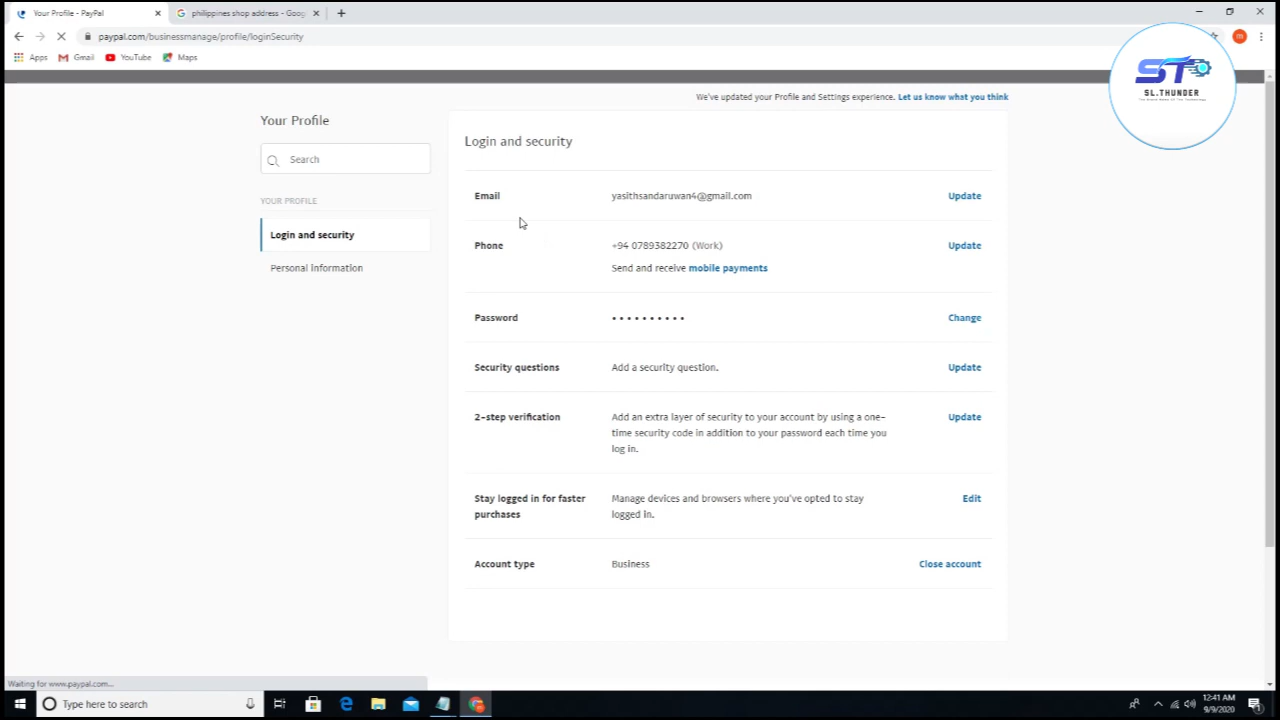 Your Profile - PayPal
philippines shop address - Goog
paypal.com/businessmanage/profile/loginSecurity
m
Apps
Gmail
YouTube
Maps
ST
SL.THUNDER
We've updated your Profile and Settings experience. Let us know what you think
Your Profile
Search
YOUR PROFILE
Login and security
Personal information
Login and security
Email
yasithsandaruwan4@gmail.com
Update
Phone
+94 0789382270 (Work)
Update
Send and receive mobile payments
Password
••••••••••
Change
Security questions
Add a security question.
Update
2-step verification
Add an extra layer of security to your account by using a one-
time security code in addition to your password each time you
log in.
Update
Stay logged in for faster
purchases
Manage devices and browsers where you've opted to stay
logged in.
Edit
Account type
Business
Close account
Waiting for www.paypal.com...
Type here to search
12:41 AM
9/9/2020